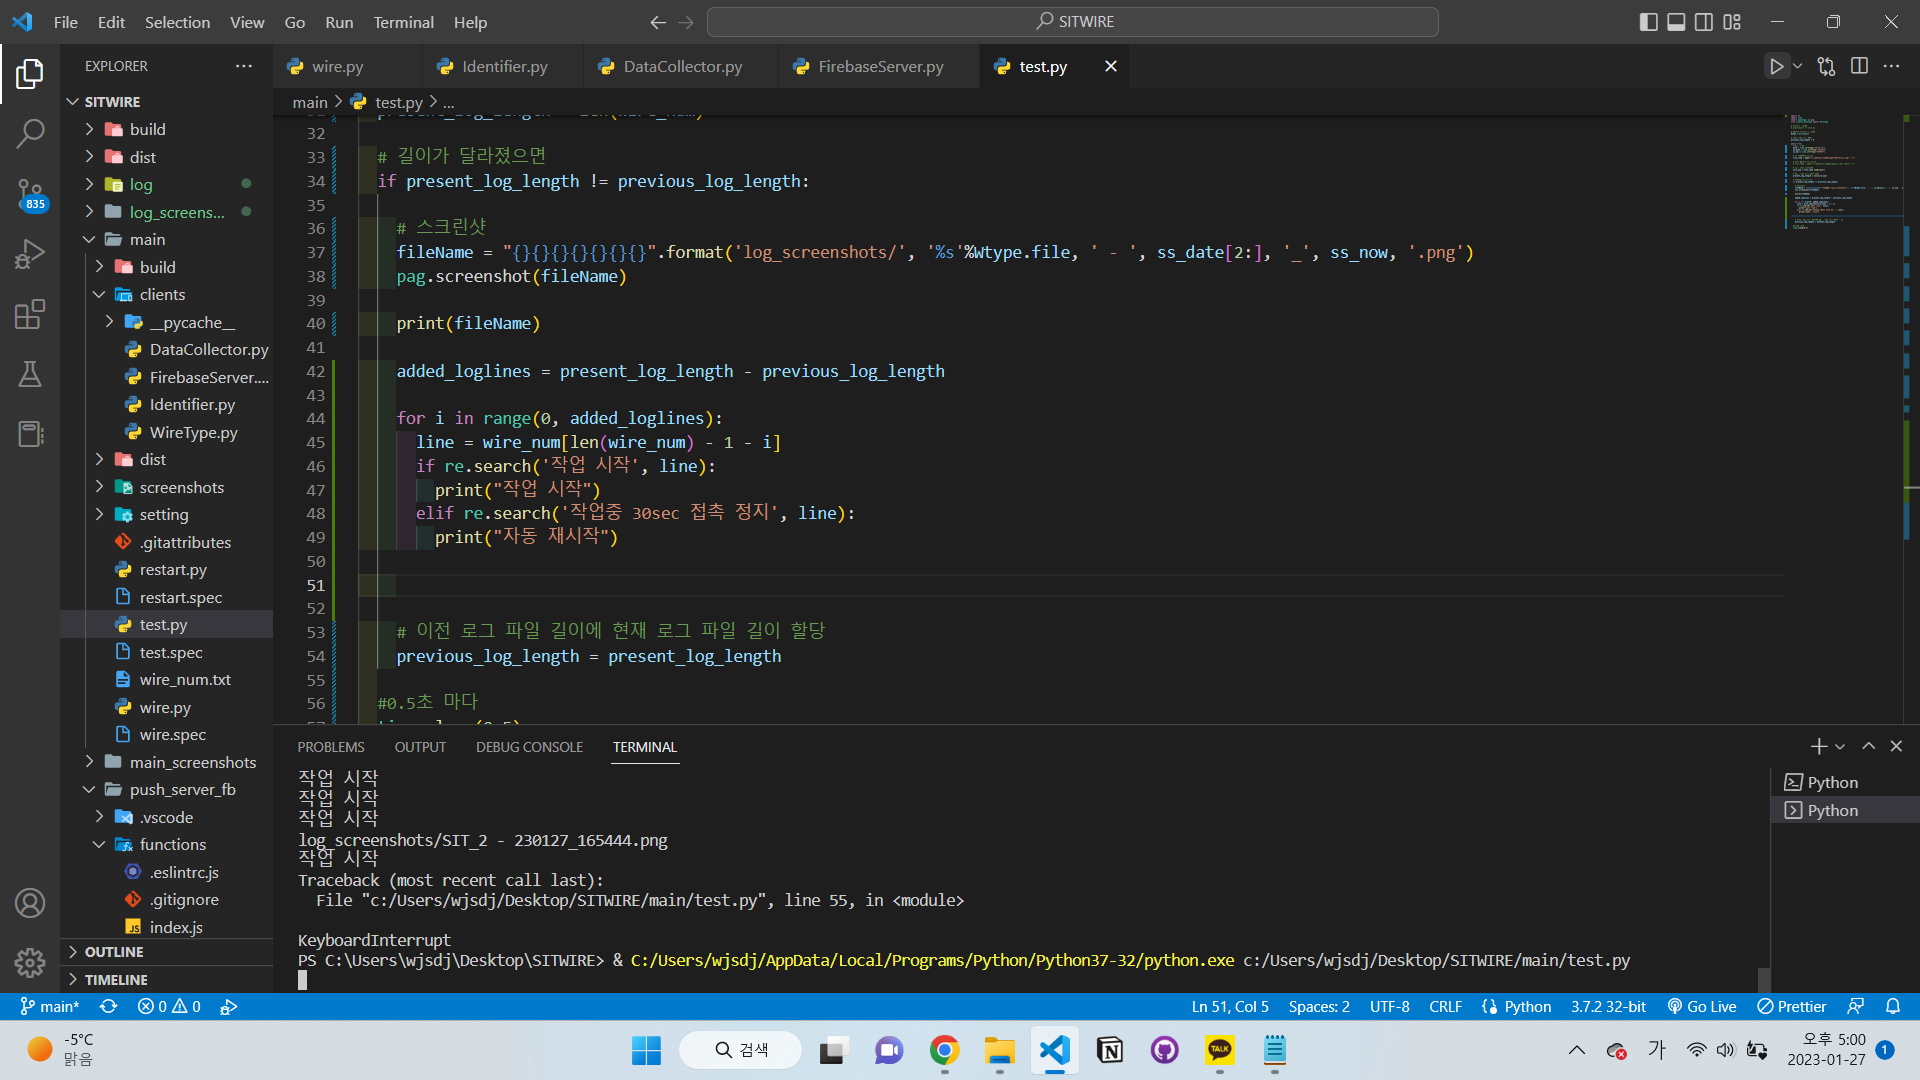 File Edit Selection View Go Run Terminal Help
SITWIRE
EXPLORER
wire.py
Identifier.py
DataCollector.py
FirebaseServer.py
test.py
main > test.py > ...
SITWIRE
build
dist
log
log_screens...
main
build
clients
__pycache__
DataCollector.py
FirebaseServer....
Identifier.py
WireType.py
dist
screenshots
setting
.gitattributes
restart.py
restart.spec
test.py
test.spec
wire_num.txt
wire.py
wire.spec
main_screenshots
push_server_fb
.vscode
functions
.eslintrc.js
.gitignore
index.js
OUTLINE
TIMELINE
835
32
33 # 길이가 달라졌으면
34 if present_log_length != previous_log_length:
35
36 # 스크린샷
37 fileName = "{}{}{}{}{}{}{}".format('log_screenshots/', '%s'%Wtype.file, ' - ', ss_date[2:], '_', ss_now, '.png')
38 pag.screenshot(fileName)
39
40 print(fileName)
41
42 added_loglines = present_log_length - previous_log_length
43
44 for i in range(0, added_loglines):
45 line = wire_num[len(wire_num) - 1 - i]
46 if re.search('작업 시작', line):
47 print("작업 시작")
48 elif re.search('작업중 30sec 접촉 정지', line):
49 print("자동 재시작")
50
51
52
53 # 이전 로그 파일 길이에 현재 로그 파일 길이 할당
54 previous_log_length = present_log_length
55
56 #0.5초 마다
PROBLEMS OUTPUT DEBUG CONSOLE TERMINAL
작업 시작
작업 시작
작업 시작
log_screenshots/SIT_2 - 230127_165444.png
작업 시작
Traceback (most recent call last):
File "c:/Users/wjsdj/Desktop/SITWIRE/main/test.py", line 55, in <module>
KeyboardInterrupt
PS C:\Users\wjsdj\Desktop\SITWIRE> & C:/Users/wjsdj/AppData/Local/Programs/Python/Python37-32/python.exe c:/Users/wjsdj/Desktop/SITWIRE/main/test.py
Python
Python
main* 0 0 Ln 51, Col 5 Spaces: 2 UTF-8 CRLF Python 3.7.2 32-bit Go Live Prettier
-5°C
맑음
검색
TALK
가
오후 5:00
2023-01-27
1